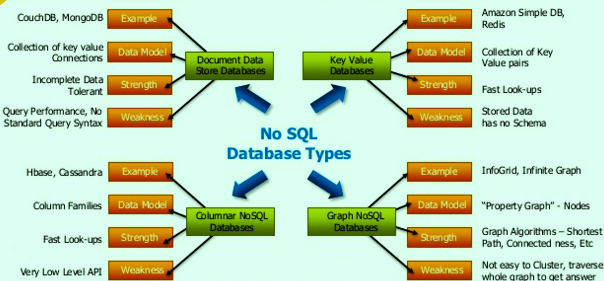 CouchDB, MongoDB
Example
Collection of key value
Connections
Data Model
Incomplete Data
Tolerant
Strength
Query Performance, No
Standard Query Syntax
Weakness
Document Data
Store Databases
Key Value
Databases
Example
Amazon Simple DB,
Redis
Data Model
Collection of Key
Value pairs
Strength
Fast Look-ups
Weakness
Stored Data
has no Schema
No SQL
Database Types
Hbase, Cassandra
Example
Column Families
Data Model
Fast Look-ups
Strength
Very Low Level API
Weakness
Columnar NoSQL
Databases
Graph NoSQL
Databases
Example
InfoGrid, Infinite Graph
Data Model
“Property Graph” - Nodes
Strength
Graph Algorithms – Shortest
Path, Connected ness, Etc
Weakness
Not easy to Cluster, traverse
whole graph to get answer